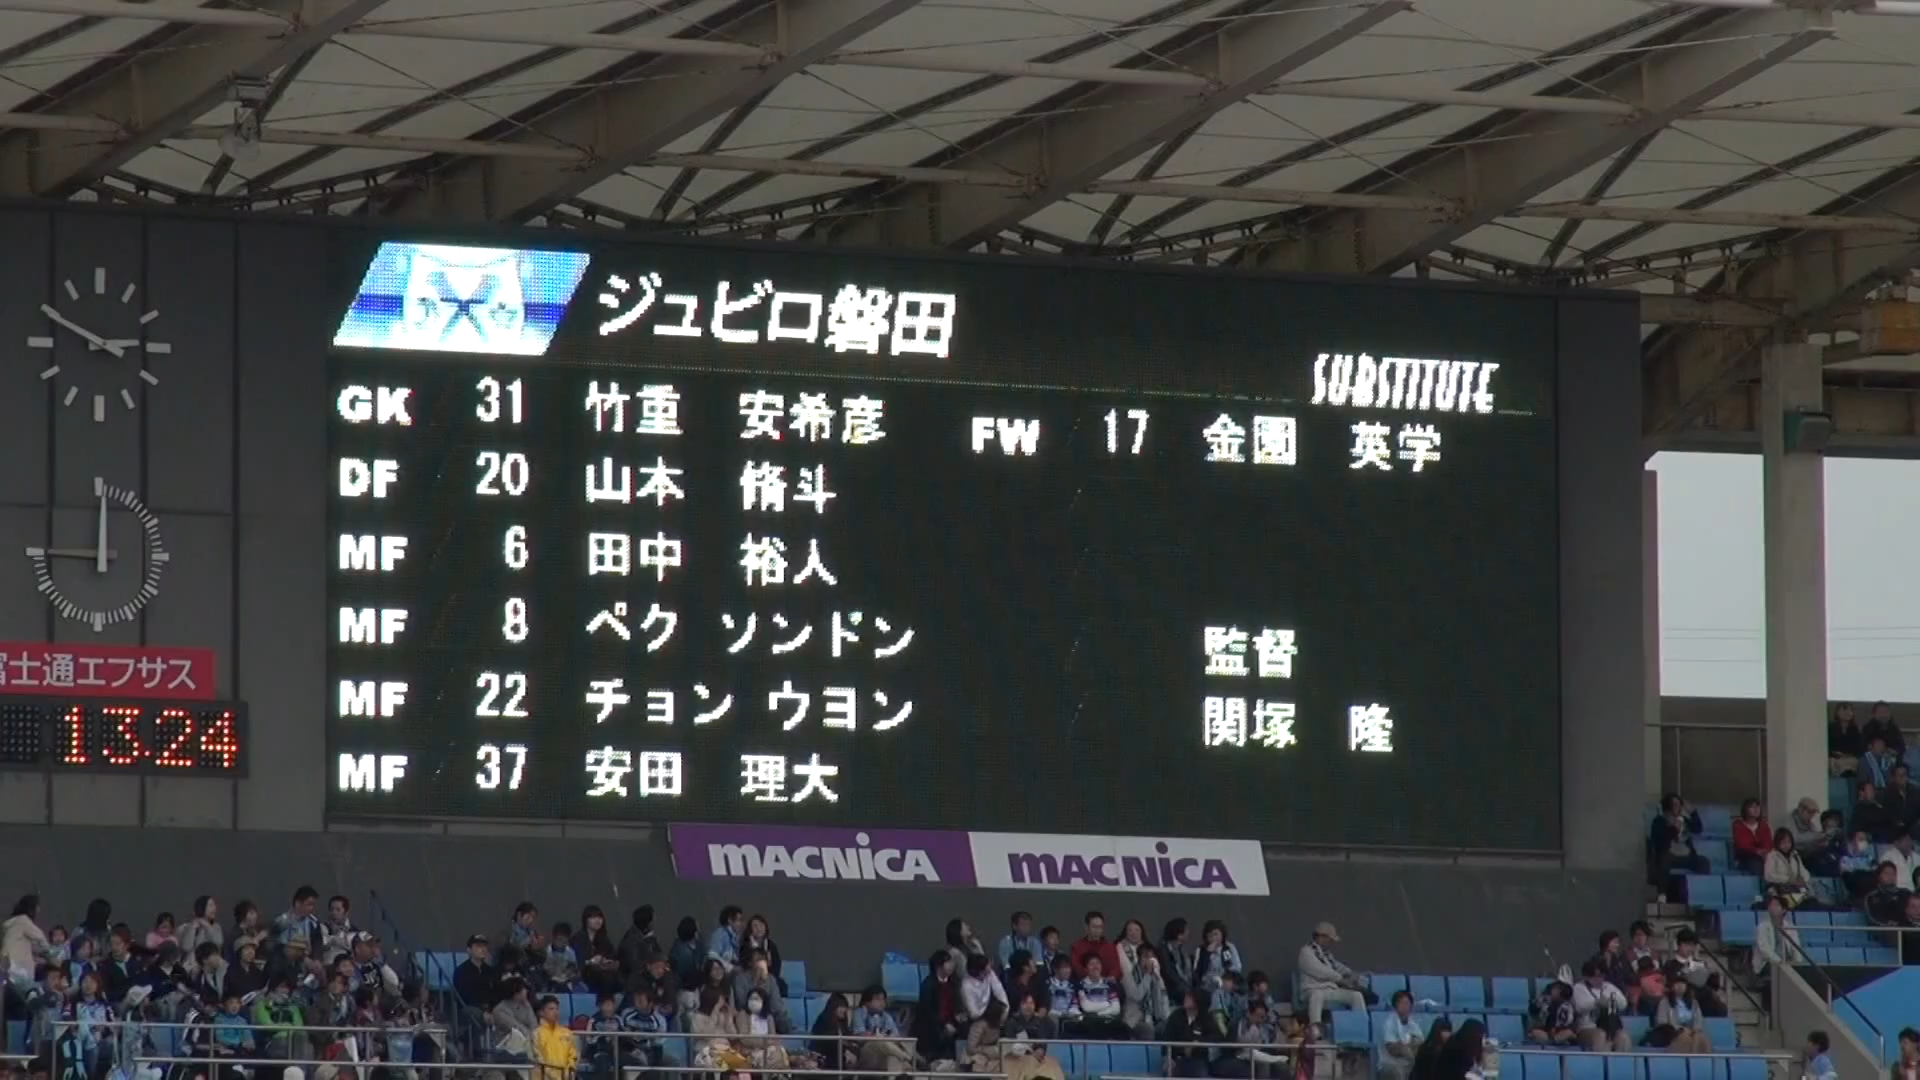 ジュビロ磐田
SUBSTITUTE
GK 31 竹重 安希彦
DF 20 山本 脩斗
MF 6 田中 裕人
MF 8 ペク ソンドン
MF 22 チョン ウヨン
MF 37 安田 理大
FW 17 金園 英学
監督
関塚 隆
富士通エフサス
13:24
MACNICA
MACNICA